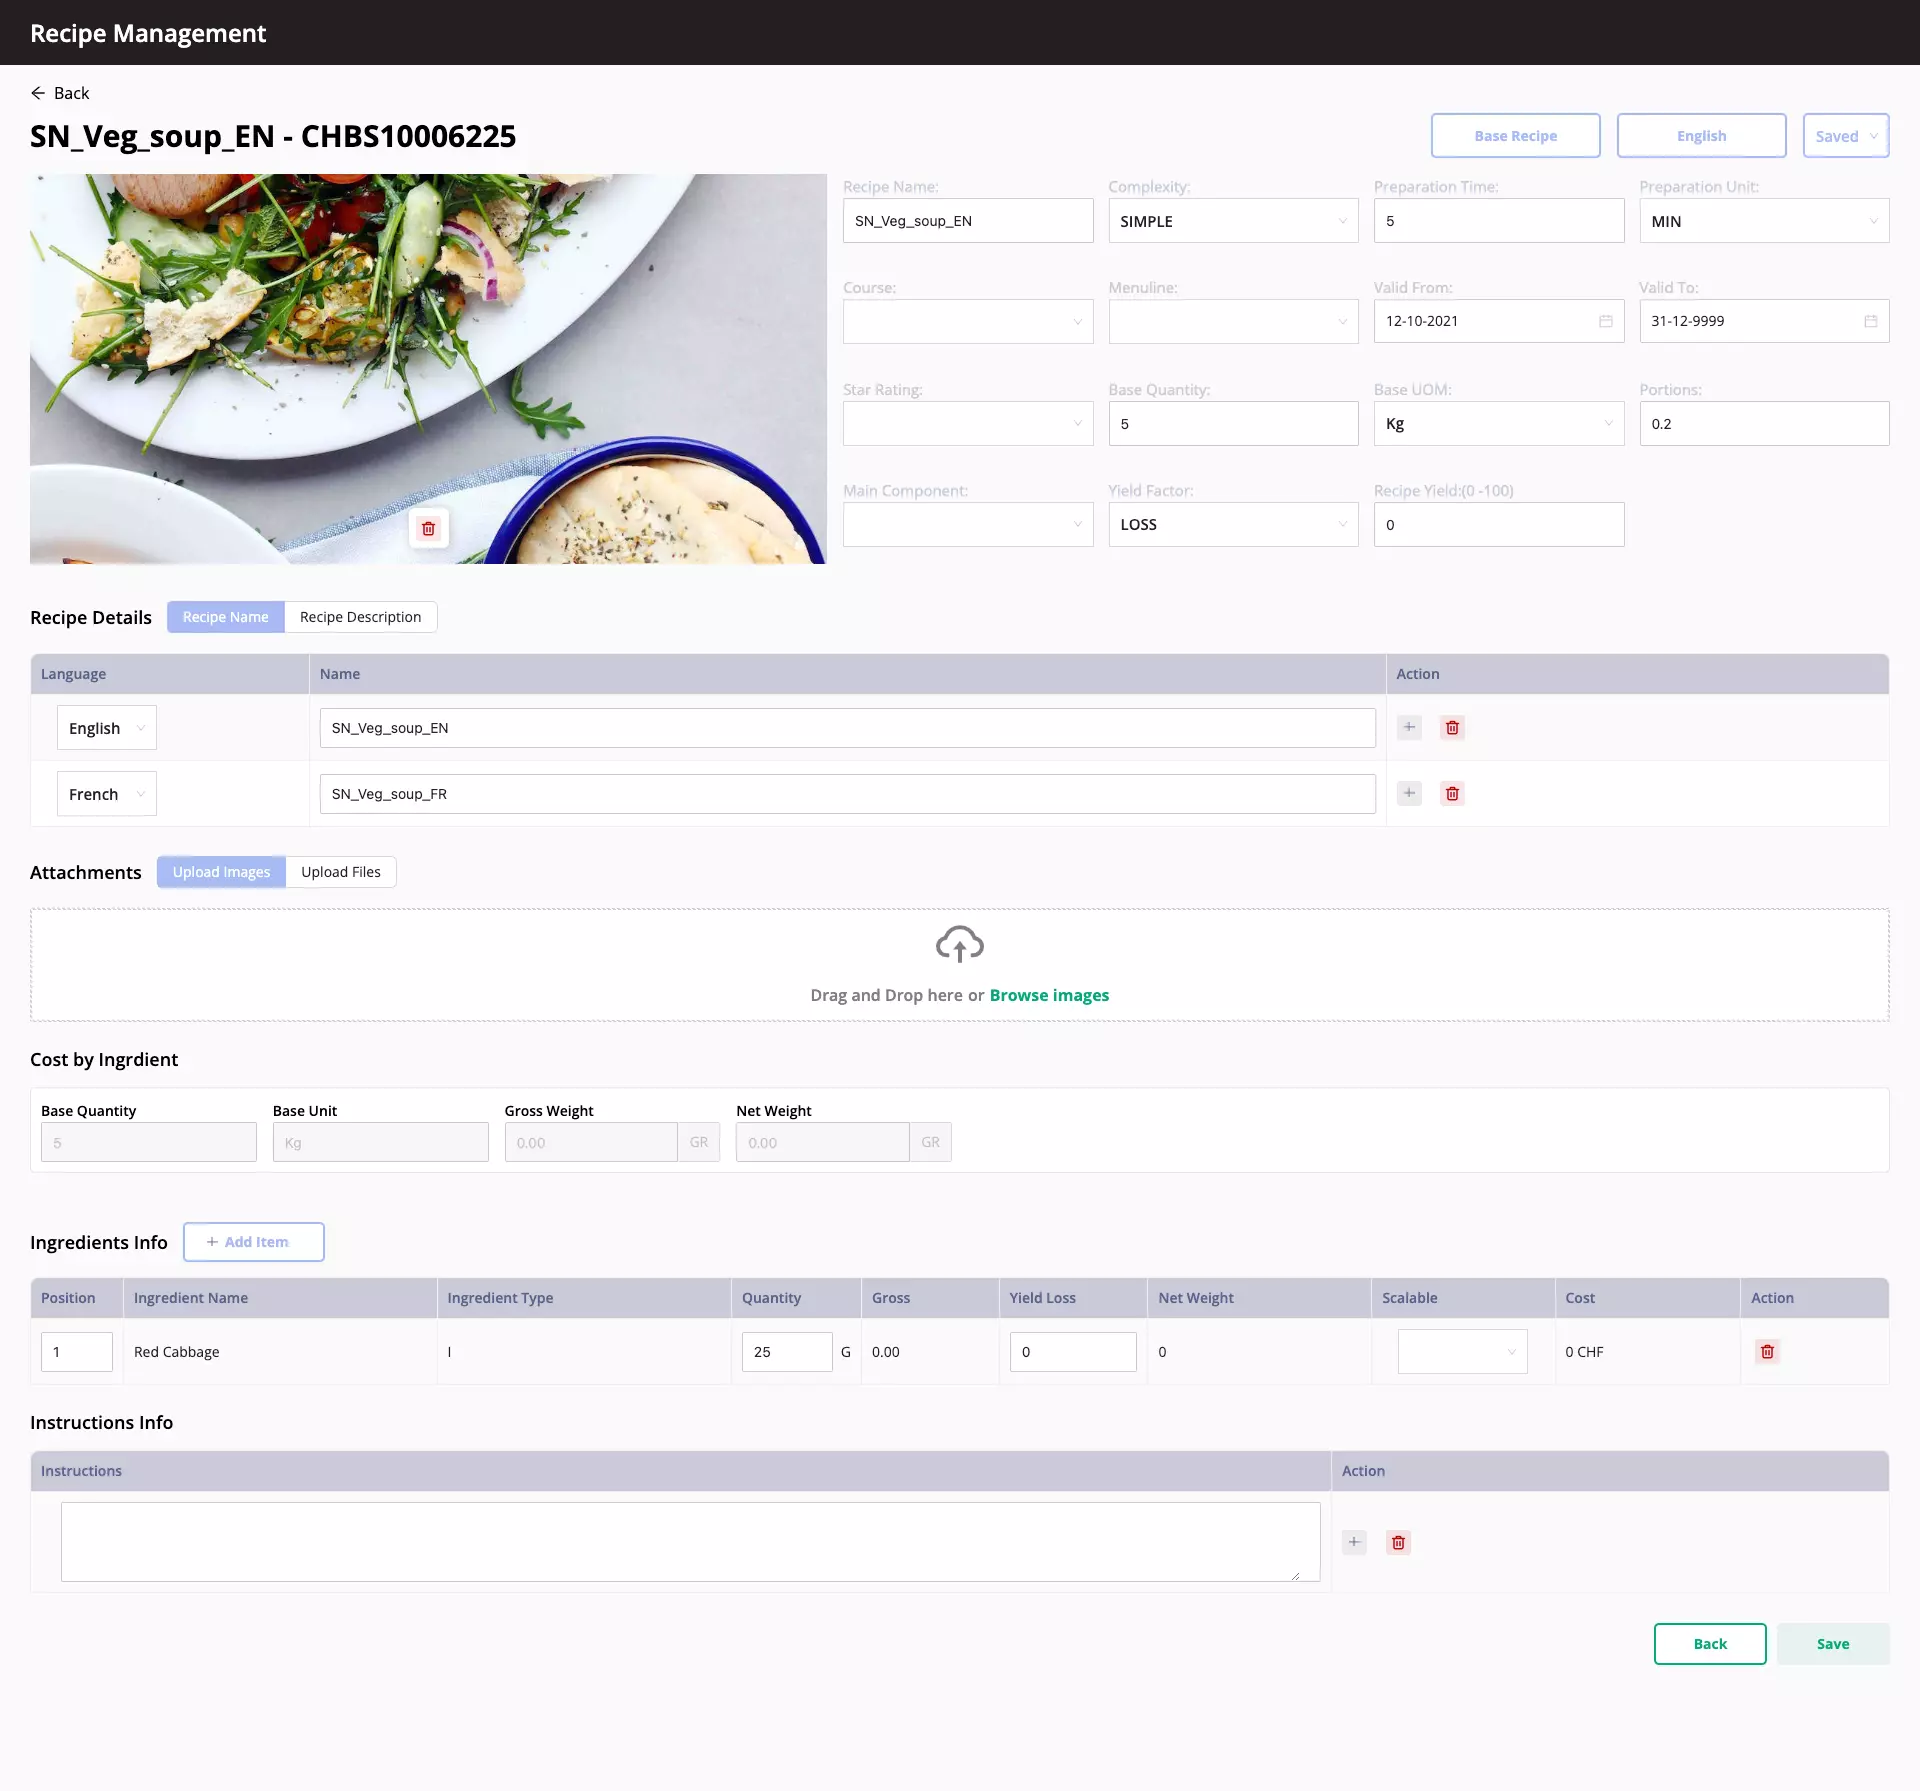 Recipe Management
Back
SN_Veg_soup_EN - CHBS10006225
Base Recipe English Saved
Recipe Name: Complexity: Preparation Time: Preparation Unit:
SN_Veg_soup_EN SIMPLE 5 MIN
Course: Menuline: Valid From: Valid To:
12-10-2021 31-12-9999
Star Rating: Base Quantity: Base UOM: Portions:
5 Kg 0.2
Main Component: Yield Factor: Recipe Yield:(0 -100)
LOSS 0
Recipe Details Recipe Name Recipe Description
Language Name Action
English SN_Veg_soup_EN
French SN_Veg_soup_FR
Attachments Upload Images Upload Files
Drag and Drop here or Browse images
Cost by Ingrdient
Base Quantity Base Unit Gross Weight Net Weight
5 Kg 0.00 GR 0.00 GR
Ingredients Info + Add Item
Position Ingredient Name Ingredient Type Quantity Gross Yield Loss Net Weight Scalable Cost Action
1 Red Cabbage I 25 G 0.00 0 0 0 CHF
Instructions Info
Instructions Action
Back Save